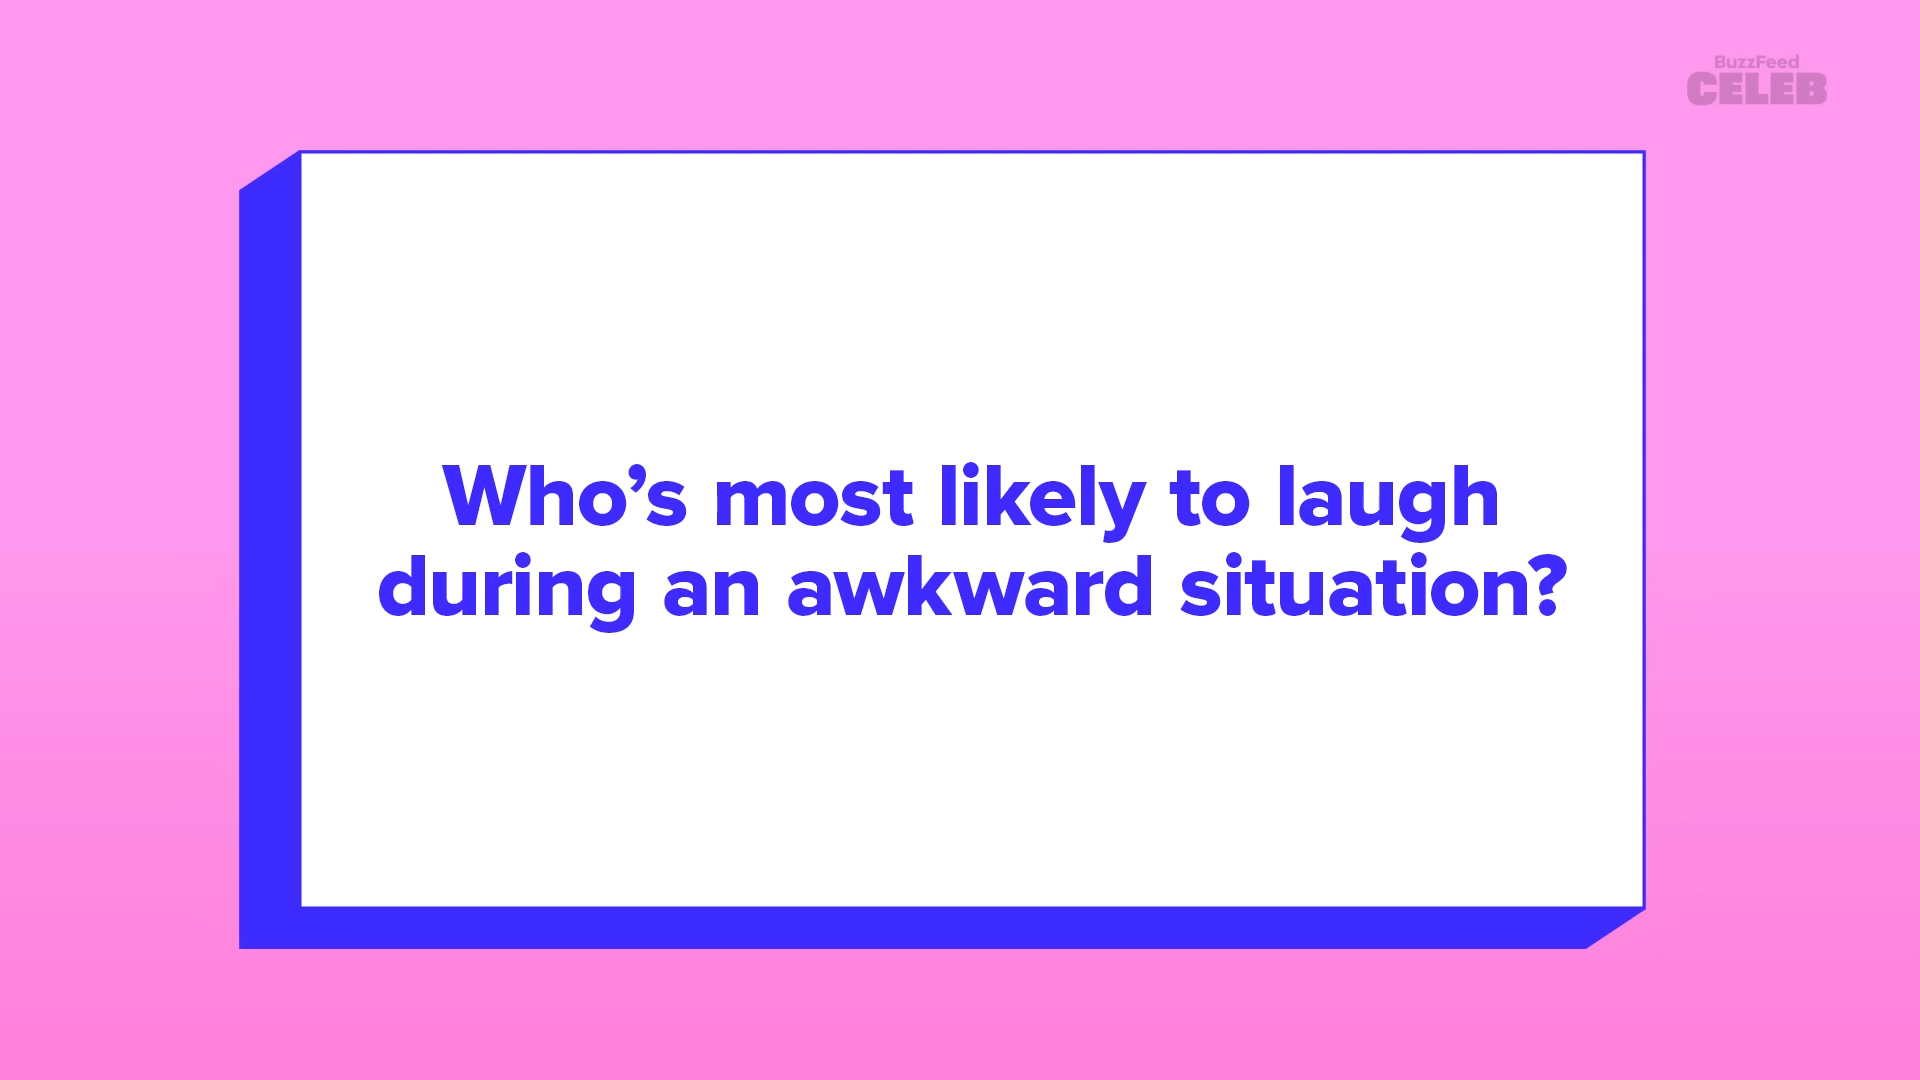 BuzzFeed
CELEB
Who’s most likely to laugh
during an awkward situation?